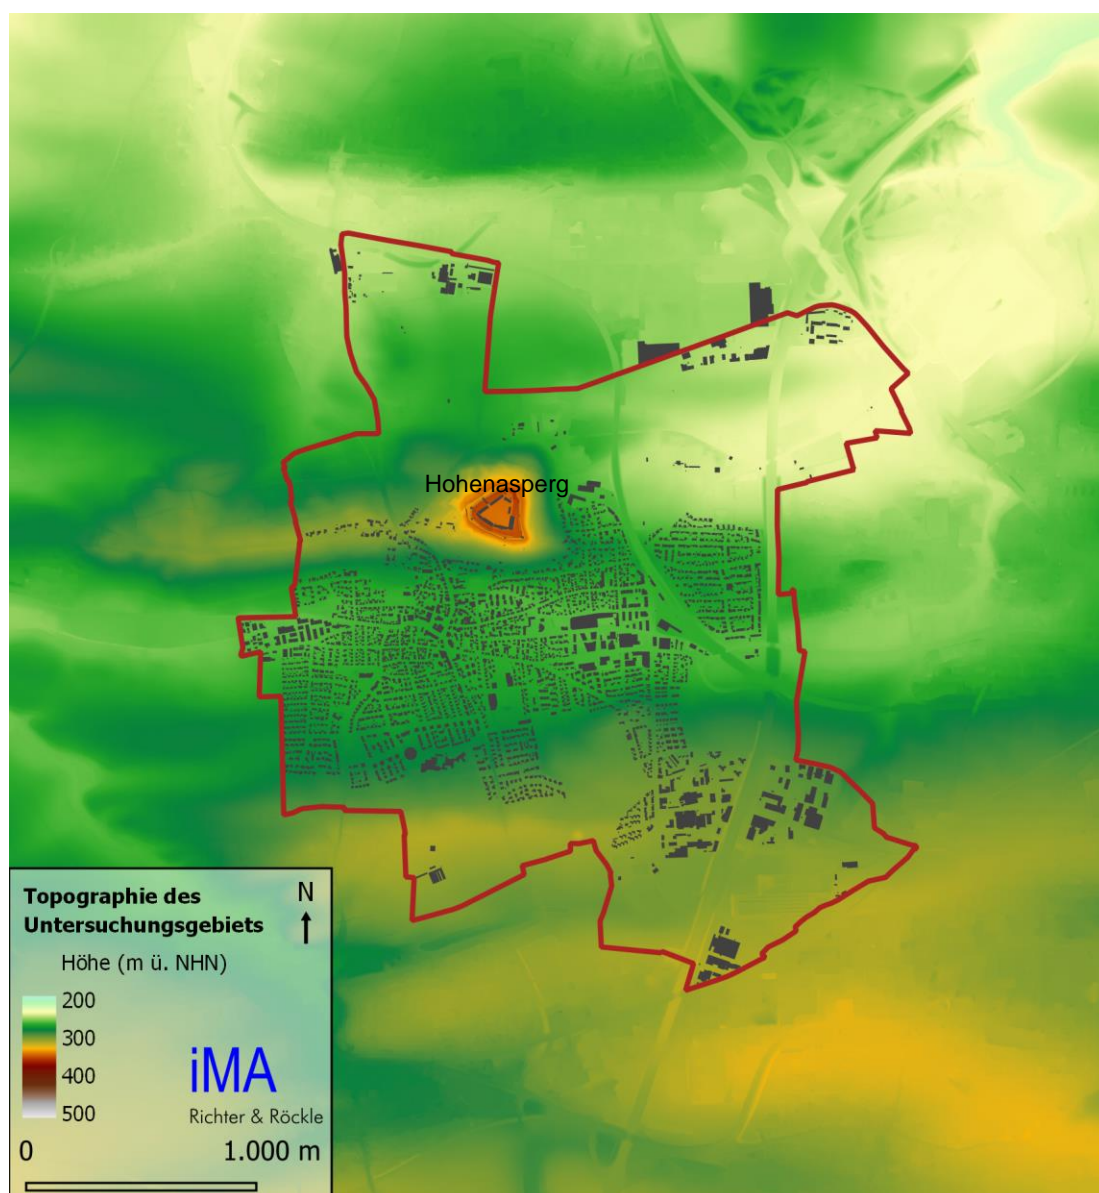 Hohenasperg
Topographie des
Untersuchungsgebiets
N
Höhe (m ü. NHN)
200
300
400
500
iMA
Richter & Röckle
0 1.000 m